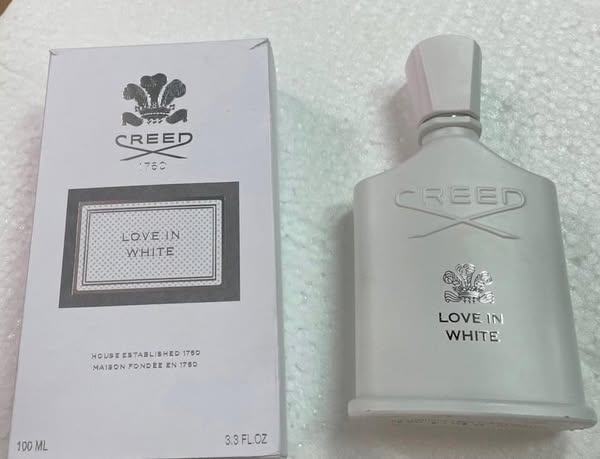 CREED
1760
LOVE IN
WHITE
HOUSE ESTABLISHED 1760
MAISON FONDÉE EN 1760
100 ML
3.3 FL.OZ
CREED
LOVE IN
WHITE